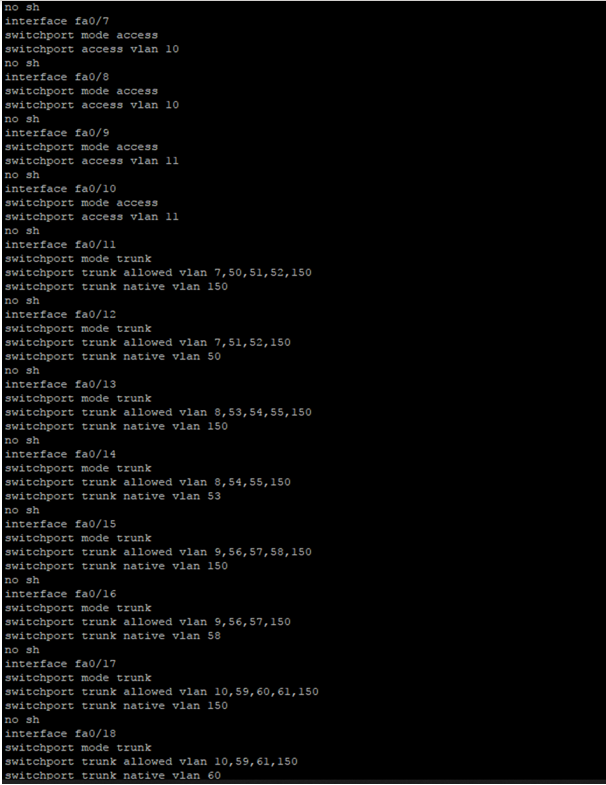 no sh
interface fa0/7
switchport mode access
switchport access vlan 10
no sh
interface fa0/8
switchport mode access
switchport access vlan 10
no sh
interface fa0/9
switchport mode access
switchport access vlan 11
no sh
interface fa0/10
switchport mode access
switchport access vlan 11
no sh
interface fa0/11
switchport mode trunk
switchport trunk allowed vlan 7,50,51,52,150
switchport trunk native vlan 150
no sh
interface fa0/12
switchport mode trunk
switchport trunk allowed vlan 7,51,52,150
switchport trunk native vlan 50
no sh
interface fa0/13
switchport mode trunk
switchport trunk allowed vlan 8,53,54,55,150
switchport trunk native vlan 150
no sh
interface fa0/14
switchport mode trunk
switchport trunk allowed vlan 8,54,55,150
switchport trunk native vlan 53
no sh
interface fa0/15
switchport mode trunk
switchport trunk allowed vlan 9,56,57,58,150
switchport trunk native vlan 150
no sh
interface fa0/16
switchport mode trunk
switchport trunk allowed vlan 9,56,57,150
switchport trunk native vlan 58
no sh
interface fa0/17
switchport mode trunk
switchport trunk allowed vlan 10,59,60,61,150
switchport trunk native vlan 150
no sh
interface fa0/18
switchport mode trunk
switchport trunk allowed vlan 10,59,61,150
switchport trunk native vlan 60